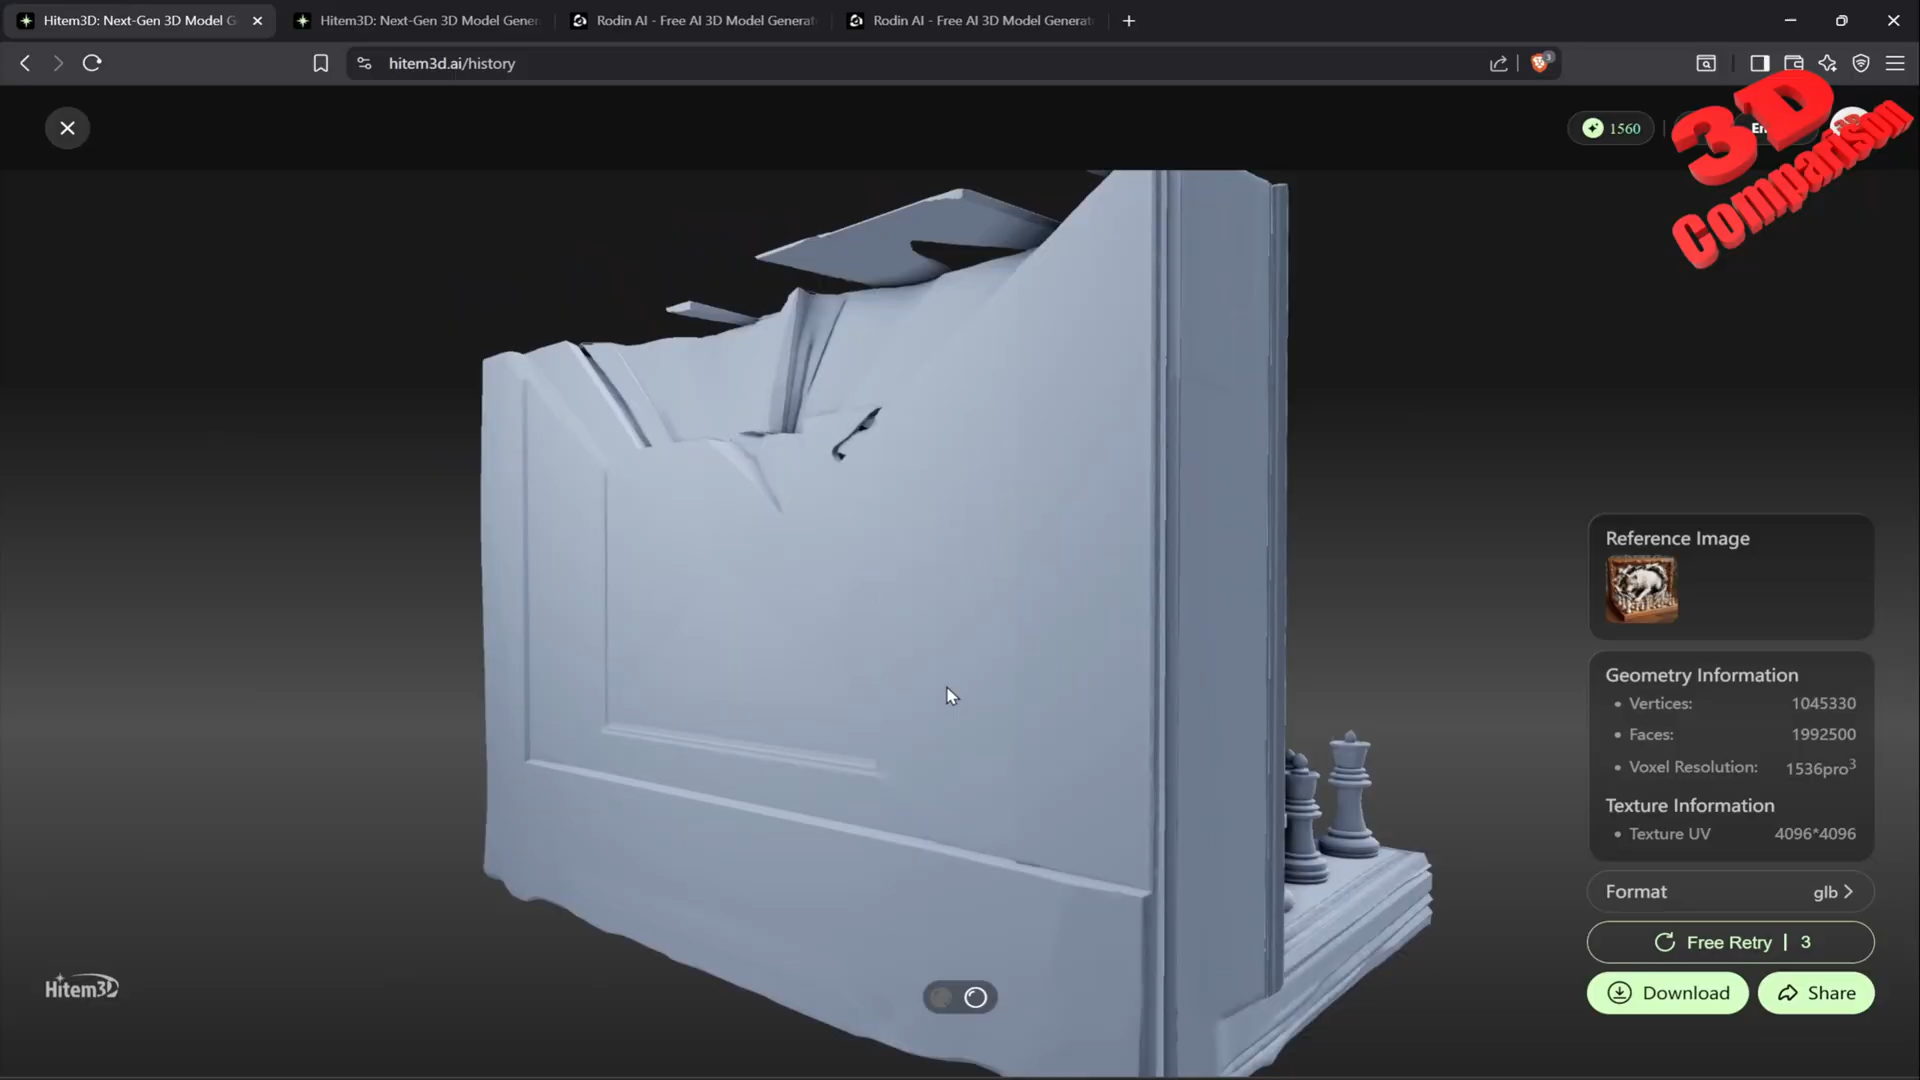 Hitem3D: Next-Gen 3D Model G
Hitem3D: Next-Gen 3D Model Gener
Rodin AI - Free AI 3D Model Generat
Rodin AI - Free AI 3D Model Generat
hitem3d.ai/history
3
1560
En
3D
Comparison
Reference Image
Geometry Information
• Vertices: 1045330
• Faces: 1992500
• Voxel Resolution: 1536pro³
Texture Information
• Texture UV 4096*4096
Format glb
Free Retry | 3
Download
Share
Hitem3D